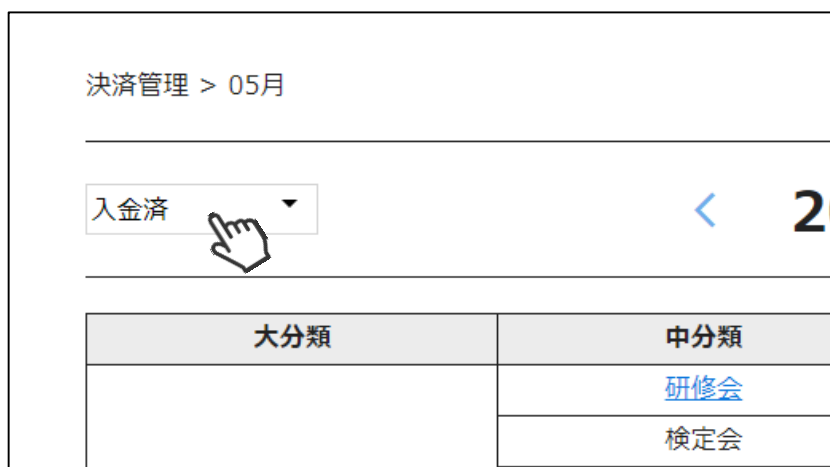 決済管理 > 05月
入金済
大分類
中分類
研修会
検定会